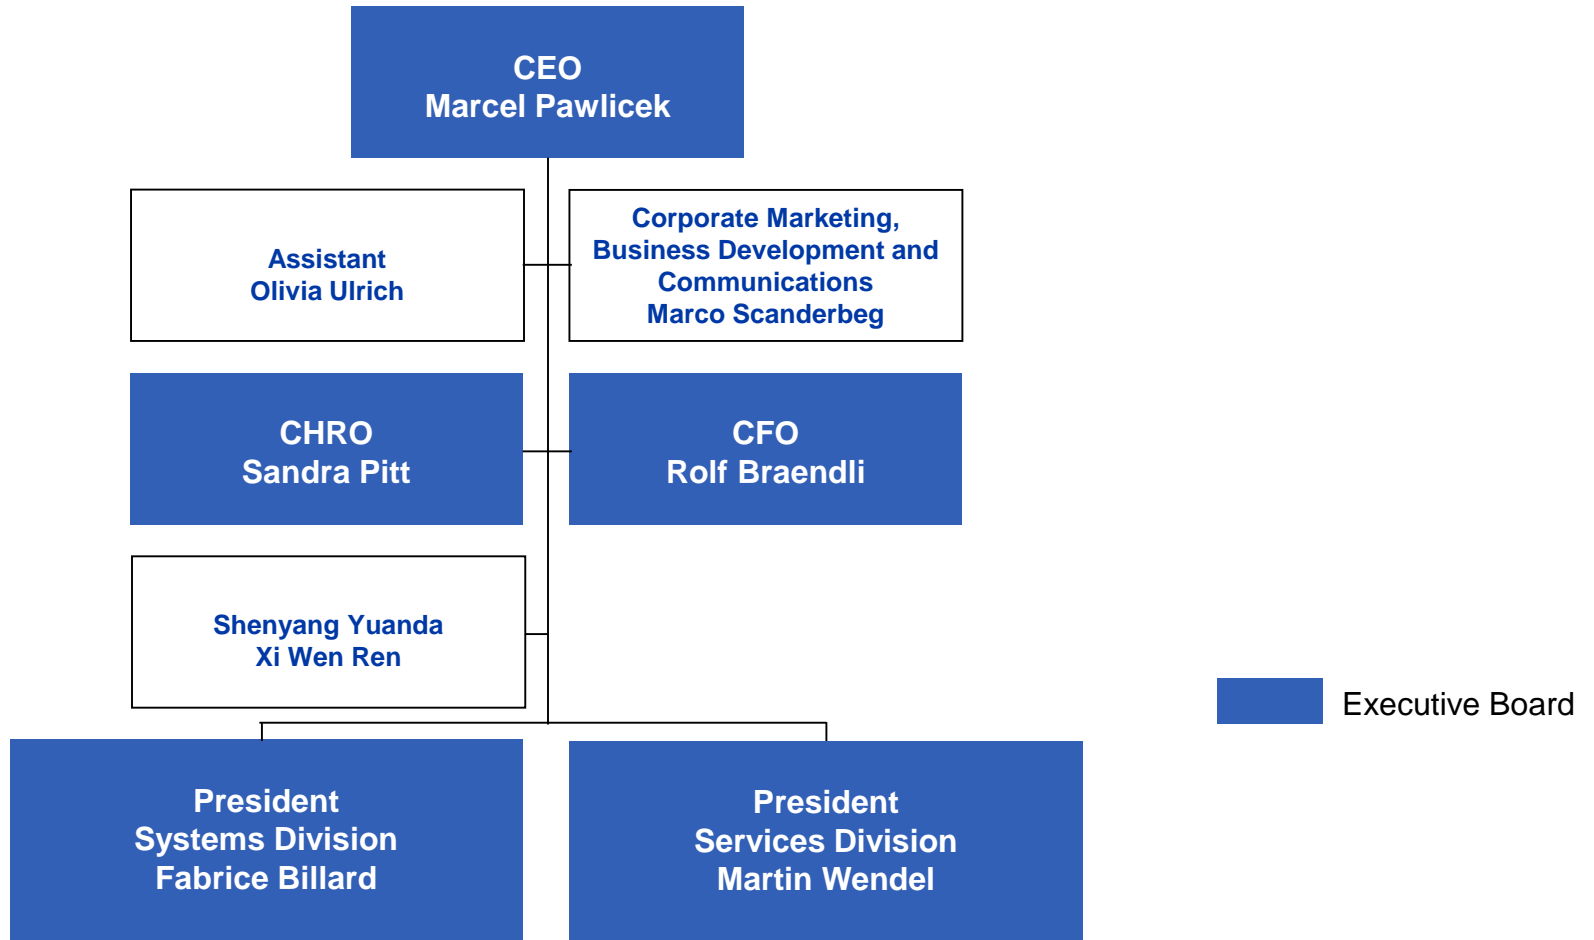 CEO
Marcel Pawlicek
Assistant
Olivia Ulrich
Corporate Marketing,
Business Development and
Communications
Marco Scanderbeg
CHRO
Sandra Pitt
CFO
Rolf Braendli
Shenyang Yuanda
Xi Wen Ren
Executive Board
President
Systems Division
Fabrice Billard
President
Services Division
Martin Wendel